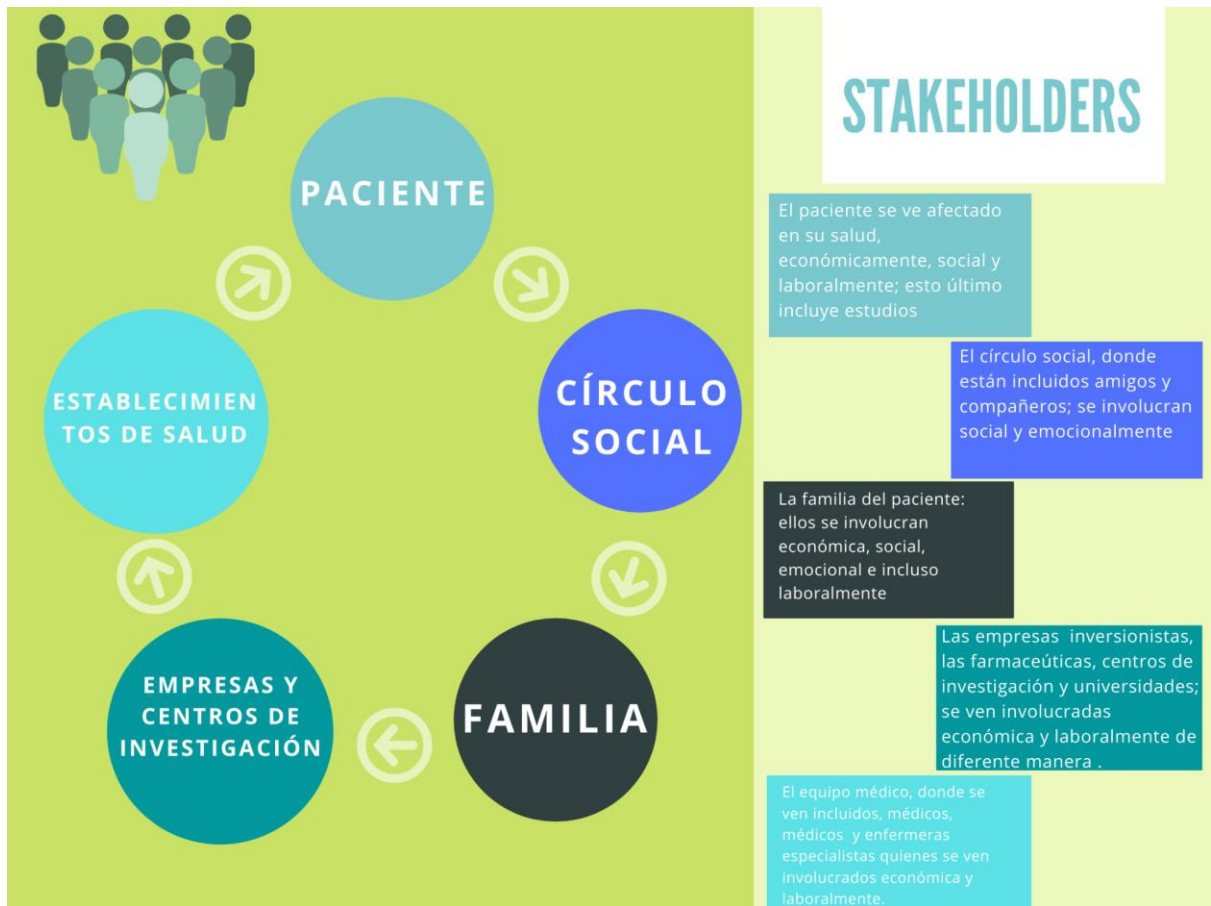 STAKEHOLDERS
PACIENTE
CÍRCULO
SOCIAL
FAMILIA
EMPRESAS Y
CENTROS DE
INVESTIGACIÓN
ESTABLECIMIEN
TOS DE SALUD
El paciente se ve afectado
en su salud,
económicamente, social y
laboralmente; esto último
incluye estudios
El círculo social, donde
están incluidos amigos y
compañeros; se involucran
social y emocionalmente
La familia del paciente:
ellos se involucran
económica, social,
emocional e incluso
laboralmente
Las empresas inversionistas,
las farmaceúticas, centros de
investigación y universidades;
se ven involucradas
económica y laboralmente de
diferente manera .
El equipo médico, donde se
ven incluidos, médicos,
médicos y enfermeras
especialistas quienes se ven
involucrados económica y
laboralmente.